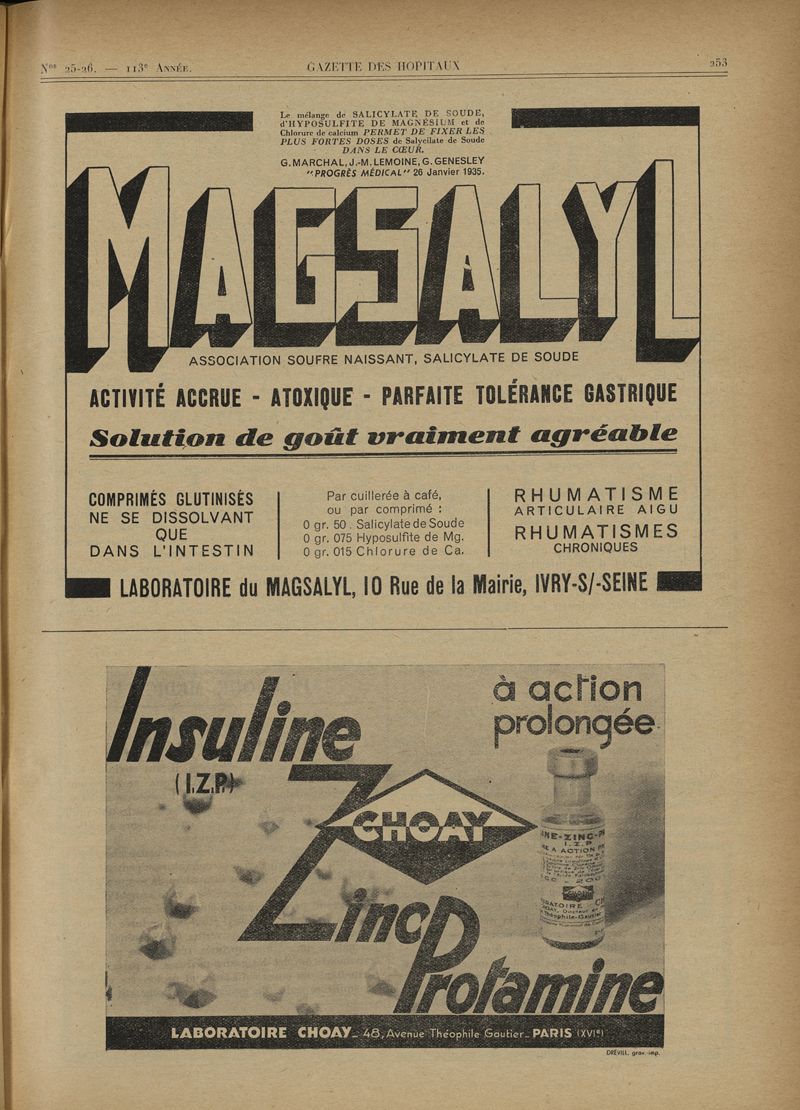 Nos 25-26. — 113e ANNÉE.
GAZETTE DES HOPITAUX
253
Le mélange de SALICYLATE DE SOUDE,
d'HYPOSULFITE DE MAGNÉSIUM et de
Chlorure de calcium PERMET DE FIXER LES
PLUS FORTES DOSES de Salycilate de Soude
DANS LE CŒUR.
G. MARCHAL, J.-M. LEMOINE, G. GENESLEY
"PROGRÈS MÉDICAL" 26 Janvier 1935.
MAGSALYL
ASSOCIATION SOUFRE NAISSANT, SALICYLATE DE SOUDE
ACTIVITÉ ACCRUE - ATOXIQUE - PARFAITE TOLÉRANCE GASTRIQUE
Solution de goût vraiment agréable
COMPRIMÉS GLUTINISÉS
NE SE DISSOLVANT
QUE
DANS L'INTESTIN
Par cuillerée à café,
ou par comprimé :
0 gr. 50 . Salicylate de Soude
0 gr. 075 Hyposulfite de Mg.
0 gr. 015 Chlorure de Ca.
RHUMATISME
ARTICULAIRE AIGU
RHUMATISMES
CHRONIQUES
LABORATOIRE du MAGSALYL, 10 Rue de la Mairie, IVRY-S/-SEINE
Insuline
(I.Z.P.)
à action
prolongée
CHOAY
Zinc
Protamine
NE-ZINC-P
I.Z.P
A ACTION
LABORATOIRE CHOAY_ 48, Avenue Théophile Gautier_ PARIS (XVIe)
DRÉVILL. grav.-imp.